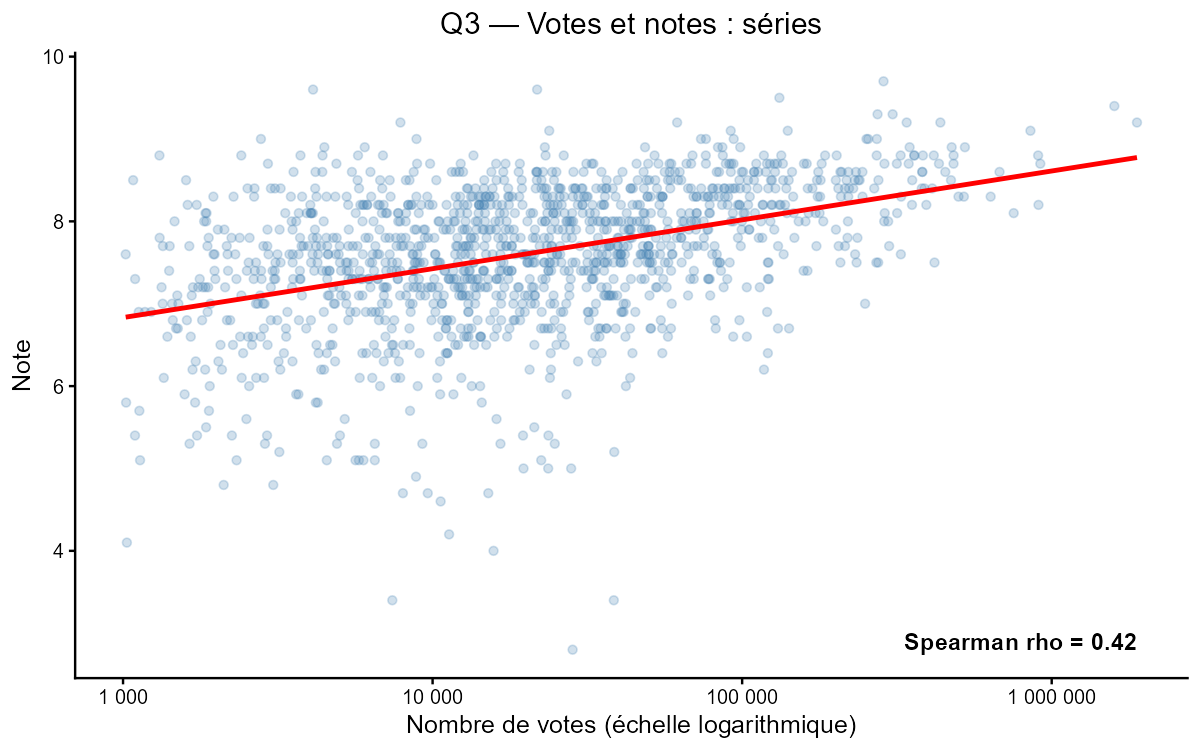 Q3 — Votes et notes : séries
10
8
6
4
Note
Spearman rho = 0.42
1 000
10 000
100 000
1 000 000
Nombre de votes (échelle logarithmique)